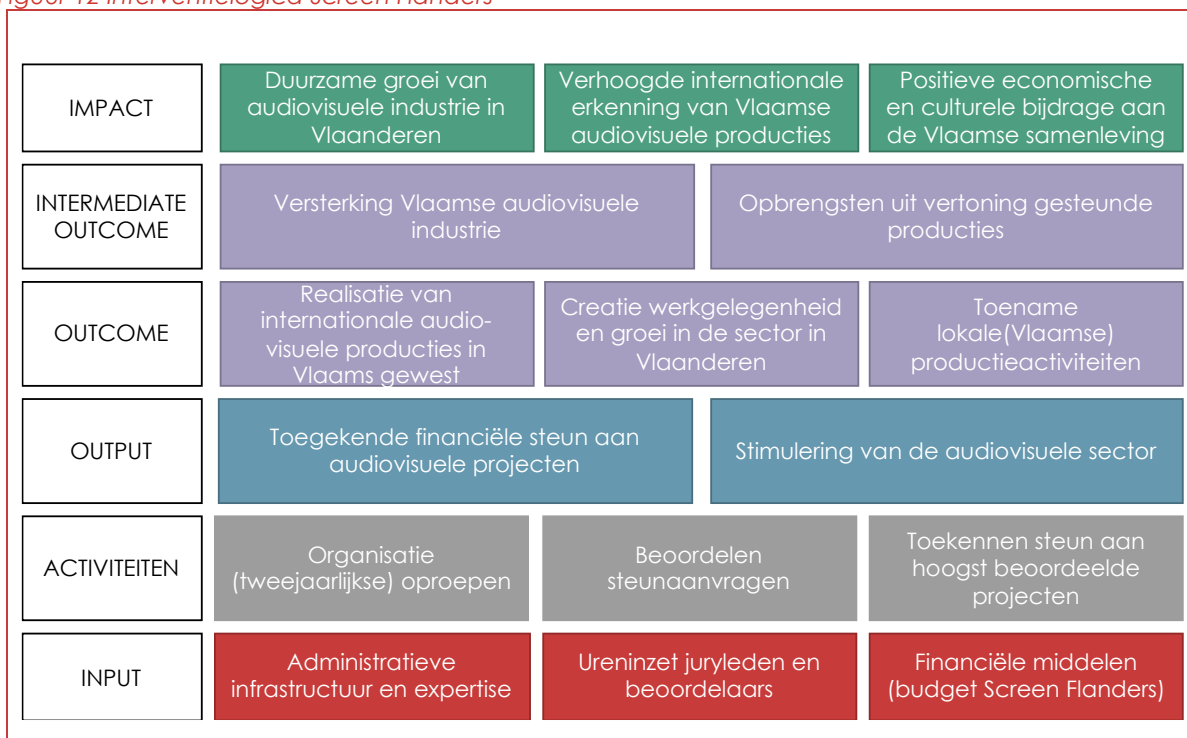 Figuur 12 Interventielogica Screen Flanders
IMPACT
Duurzame groei van
audiovisuele industrie in
Vlaanderen
Verhoogde internationale
erkenning van Vlaamse
audiovisuele producties
Positieve economische
en culturele bijdrage aan
de Vlaamse samenleving
INTERMEDIATE
OUTCOME
Versterking Vlaamse audiovisuele
industrie
Opbrengsten uit vertoning gesteunde
producties
OUTCOME
Realisatie van
internationale audio-
visuele producties in
Vlaams gewest
Creatie werkgelegenheid
en groei in de sector in
Vlaanderen
Toename
lokale(Vlaamse)
productieactiviteiten
OUTPUT
Toegekende financiële steun aan
audiovisuele projecten
Stimulering van de audiovisuele sector
ACTIVITEITEN
Organisatie
(tweejaarlijkse) oproepen
Beoordelen
steunaanvragen
Toekennen steun aan
hoogst beoordeelde
projecten
INPUT
Administratieve
infrastructuur en expertise
Ureninzet juryleden en
beoordelaars
Financiële middelen
(budget Screen Flanders)